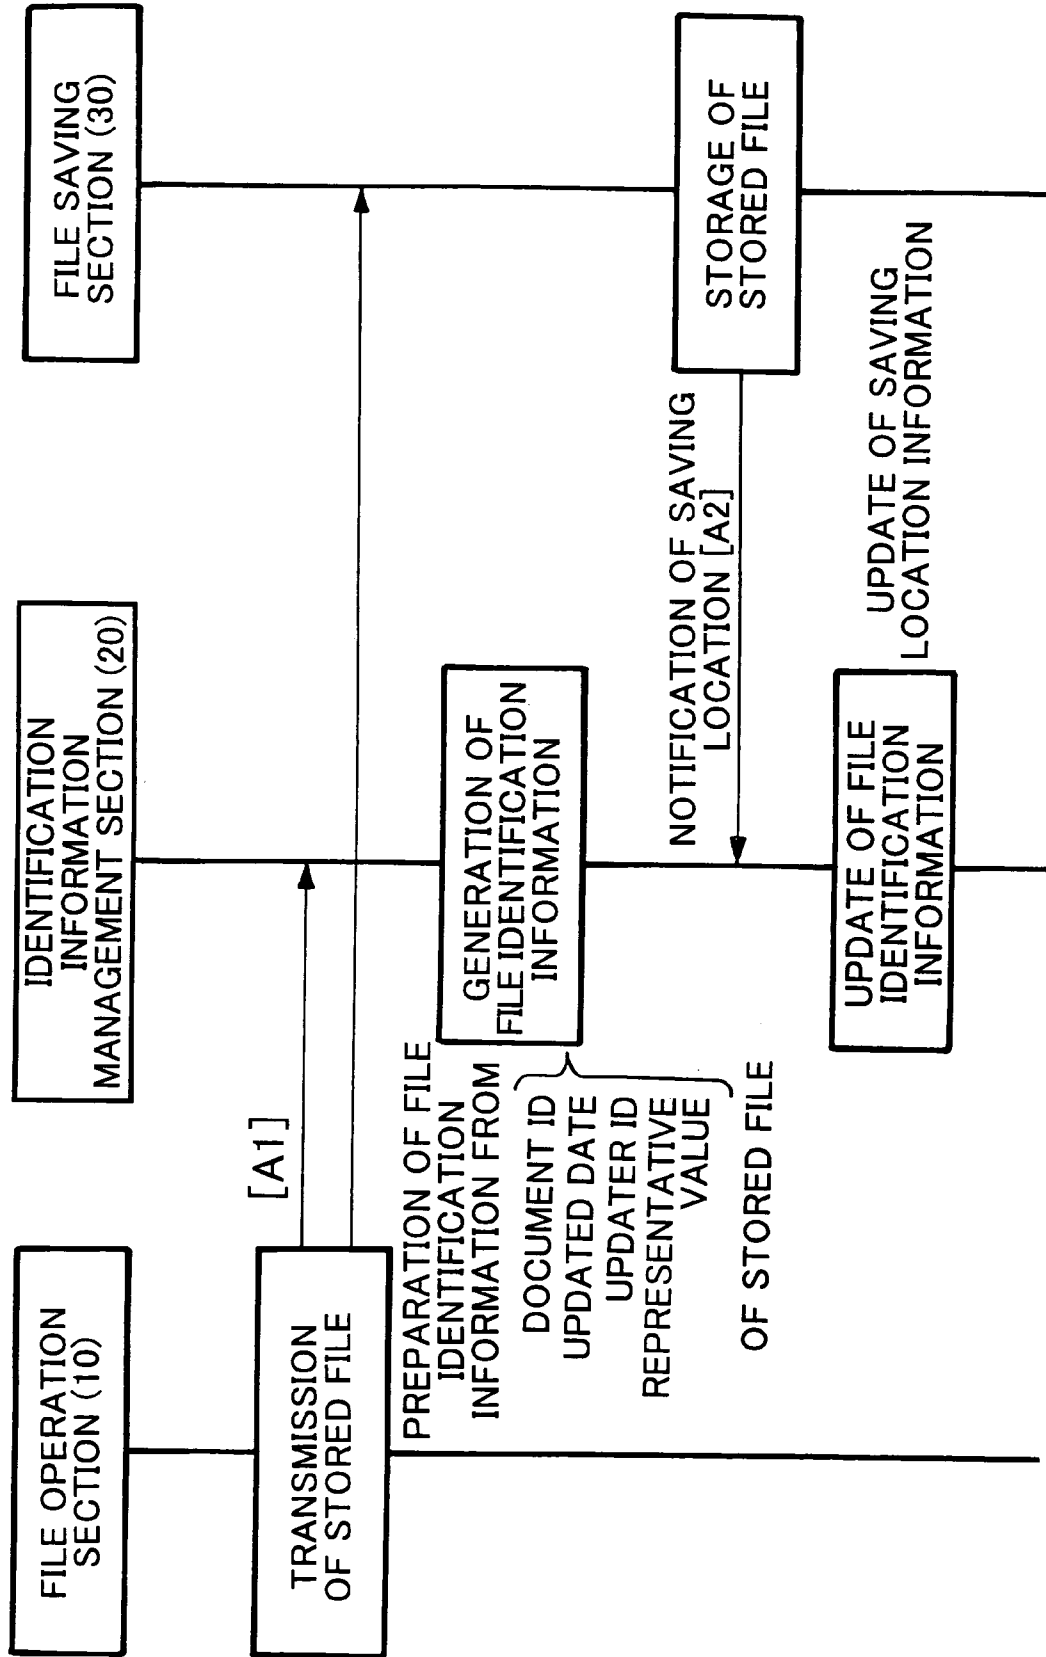 FILE OPERATION
SECTION (10)
IDENTIFICATION
INFORMATION
MANAGEMENT SECTION (20)
FILE SAVING
SECTION (30)
TRANSMISSION
OF STORED FILE
[A1]
PREPARATION OF FILE
IDENTIFICATION
INFORMATION FROM
DOCUMENT ID
UPDATED DATE
UPDATER ID
REPRESENTATIVE
VALUE
OF STORED FILE
GENERATION OF
FILE IDENTIFICATION
INFORMATION
STORAGE OF
STORED FILE
NOTIFICATION OF SAVING
LOCATION [A2]
UPDATE OF FILE
IDENTIFICATION
INFORMATION
UPDATE OF SAVING
LOCATION INFORMATION